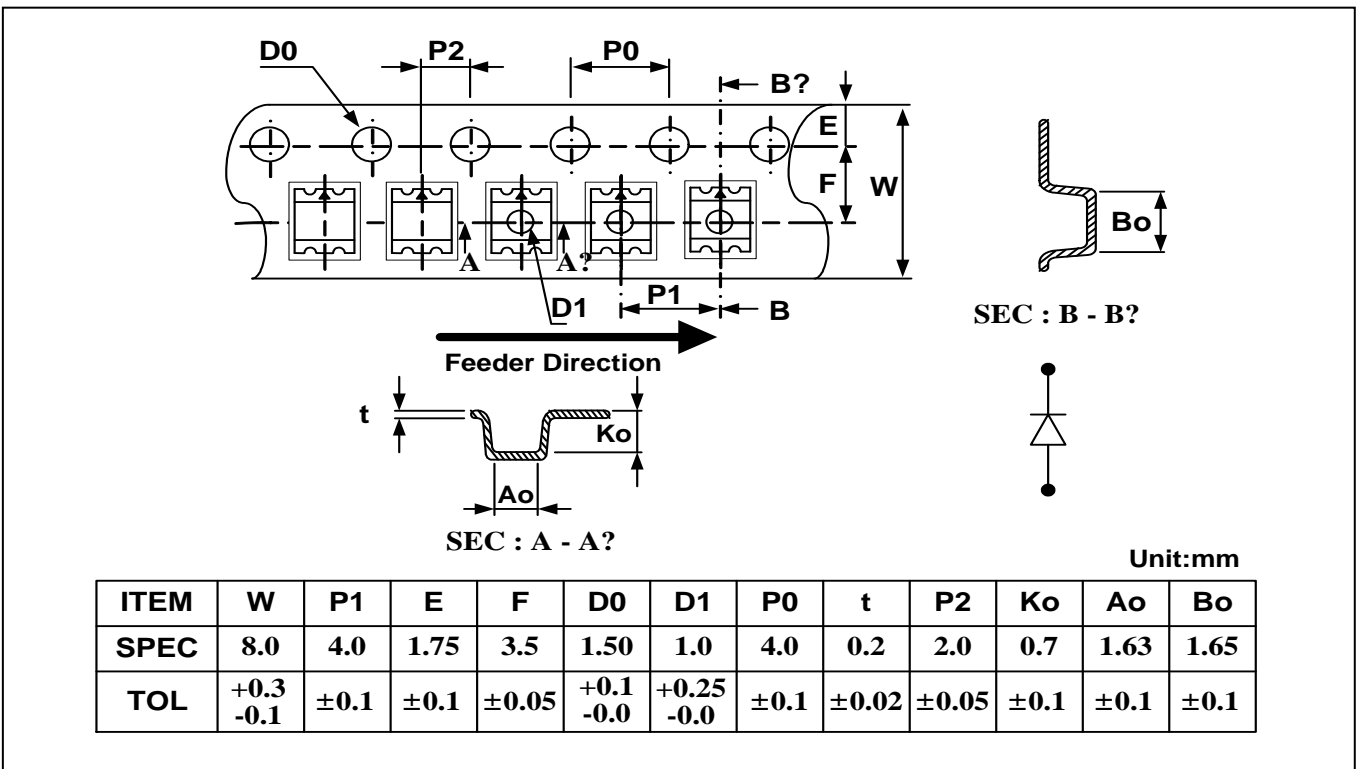 D0 P2 P0
B?
E
F W
A A?
D1 P1 B
Bo
SEC : B - B?
Feeder Direction
t
Ko
Ao
SEC : A - A?
Unit:mm
ITEM W P1 E F D0 D1 P0 t P2 Ko Ao Bo
SPEC 8.0 4.0 1.75 3.5 1.50 1.0 4.0 0.2 2.0 0.7 1.63 1.65
TOL +0.3 -0.1 ±0.1 ±0.1 ±0.05 +0.1 -0.0 +0.25 -0.0 ±0.1 ±0.02 ±0.05 ±0.1 ±0.1 ±0.1